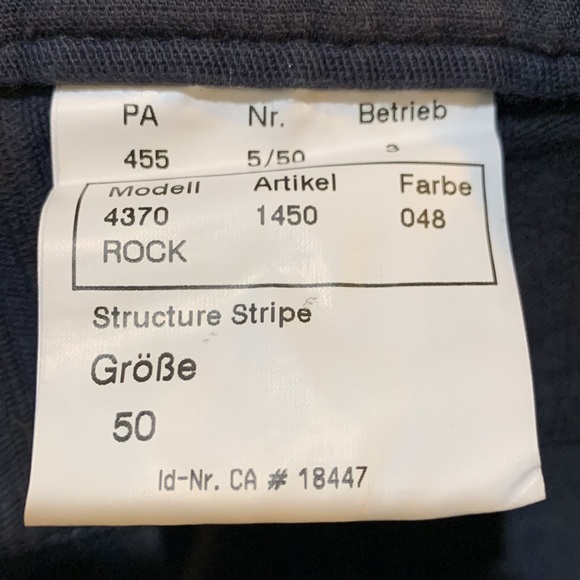 PA Nr. Betrieb
455 5/50
Modell Artikel Farbe
4370 1450 048
ROCK
Structure Stripe
Größe
50
Id-Nr. CA # 18447